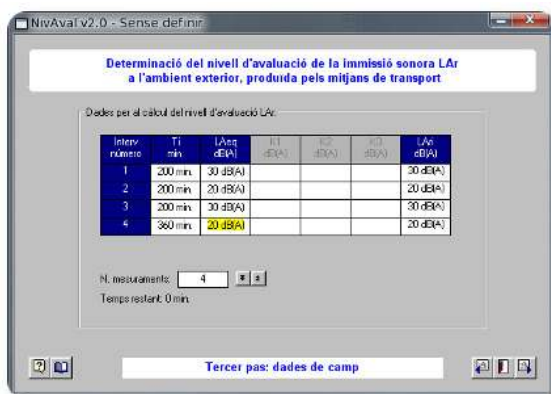 NivAval v2.0 - Sense definir
Determinació del nivell d'avaluació de la immissió sonora LAr
a l'ambient exterior, produïda pels mitjans de transport
Dades per al càlcul del nivell d'avaluació LAr:
Interv número Ti min LAeq dB(A) K1 dB(A) K2 dB(A) K3 dB(A) LAri dB(A)
1 200 min. 30 dB(A) 30 dB(A)
2 200 min. 20 dB(A) 20 dB(A)
3 200 min. 30 dB(A) 30 dB(A)
4 360 min. 20 dB(A) 20 dB(A)
N. mesuraments: 4
Temps restant: 0 min.
Tercer pas: dades de camp